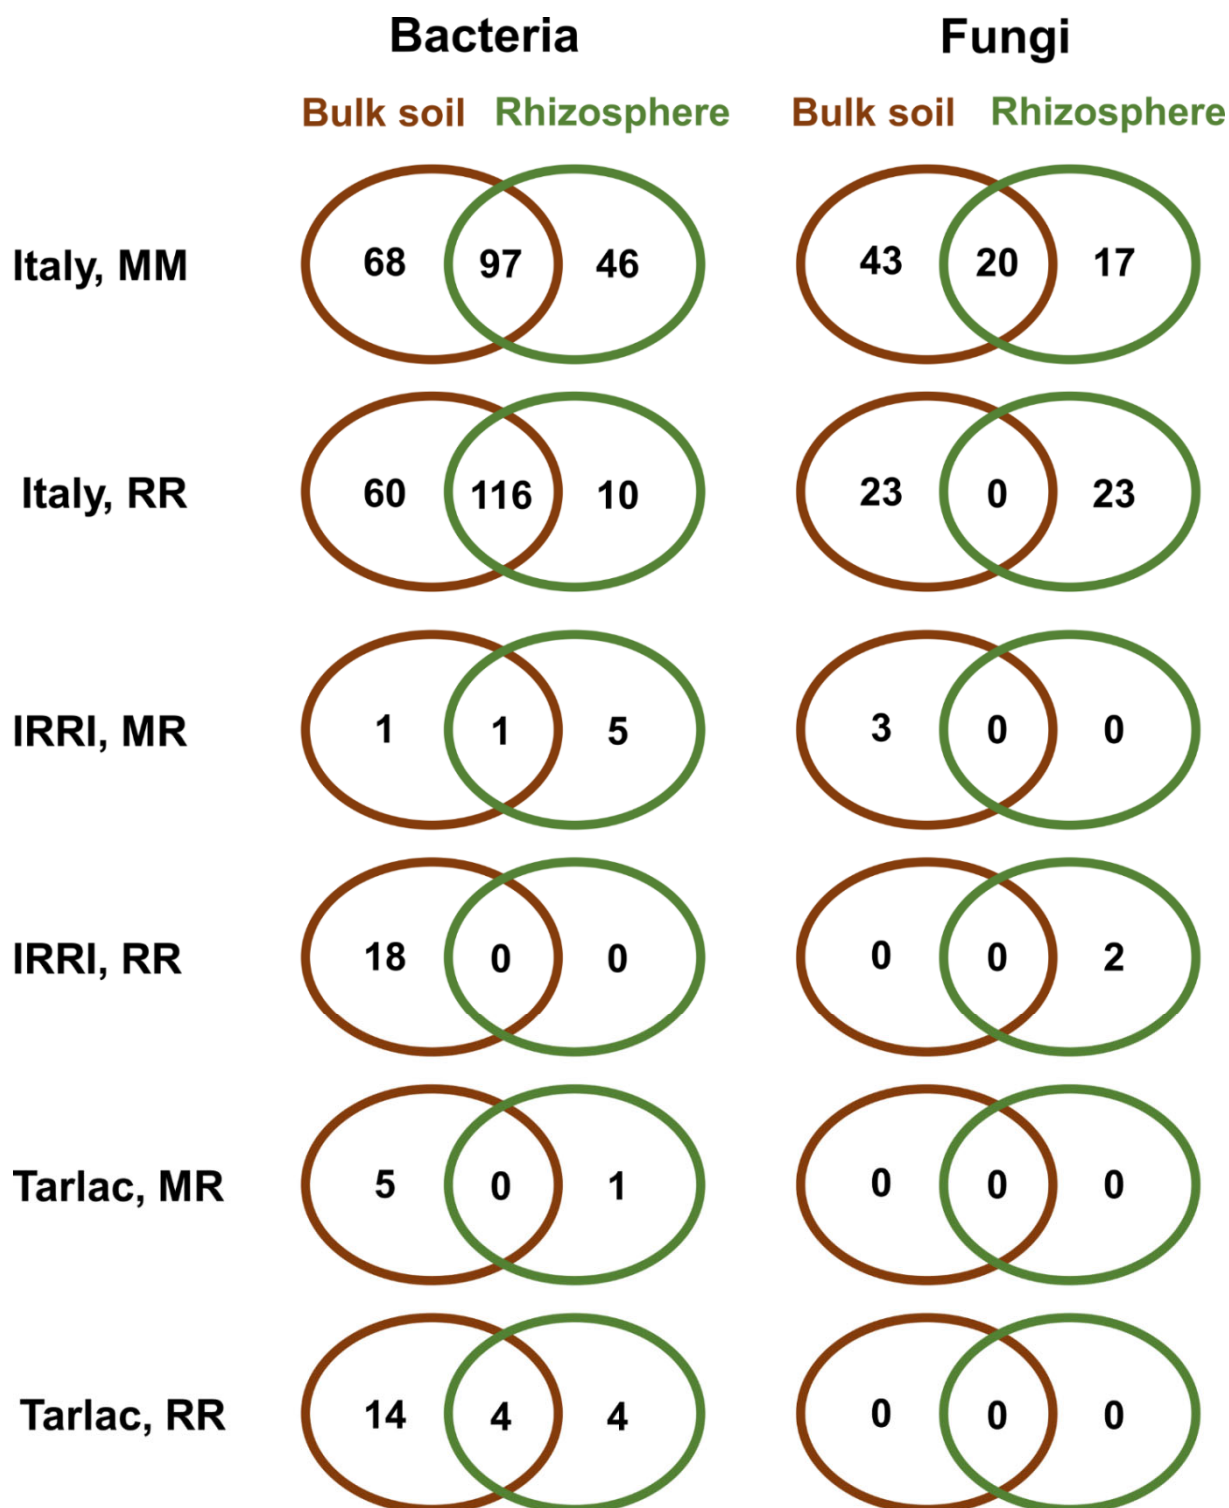 Bacteria Fungi
Bulk soil Rhizosphere Bulk soil Rhizosphere
Italy, MM 68 97 46 43 20 17
Italy, RR 60 116 10 23 0 23
IRRI, MR 1 1 5 3 0 0
IRRI, RR 18 0 0 0 0 2
Tarlac, MR 5 0 1 0 0 0
Tarlac, RR 14 4 4 0 0 0